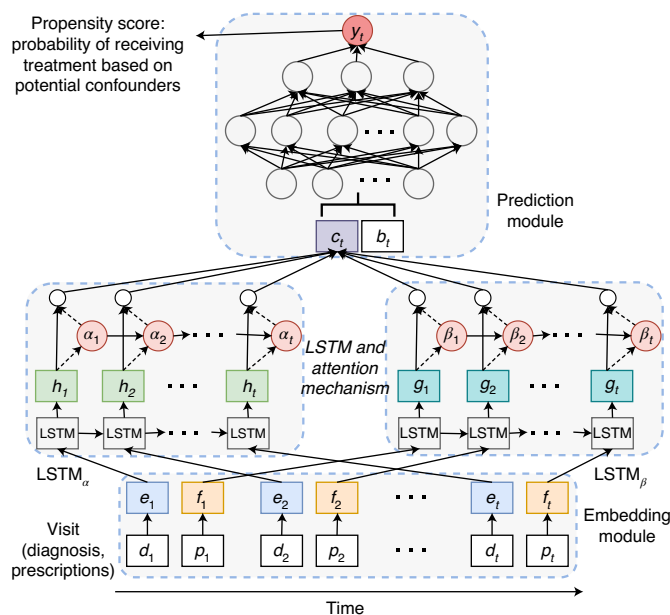 Propensity score:
probability of receiving
treatment based on
potential confounders
y_t
Prediction
module
c_t b_t
α_1 α_2 α_t
β_1 β_2 β_t
LSTM and
attention
mechanism
h_1 h_2 h_t
g_1 g_2 g_t
LSTM LSTM LSTM
LSTM LSTM LSTM
LSTM_α
LSTM_β
e_1 f_1 e_2 f_2 e_t f_t
Embedding
module
Visit
(diagnosis,
prescriptions)
d_1 p_1 d_2 p_2 d_t p_t
Time